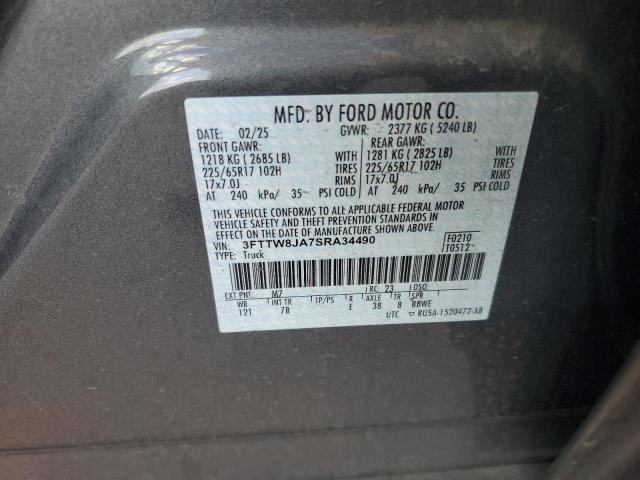 MFD. BY FORD MOTOR CO.
DATE: 02/25 GVWR: 2377 KG ( 5240 LB)
FRONT GAWR: REAR GAWR:
1218 KG ( 2685 LB) WITH 1281 KG ( 2825 LB) WITH
225/65R17 102H TIRES 225/65R17 102H TIRES
17x7.0J RIMS 17x7.0J RIMS
AT 240 kPa/ 35 PSI COLD AT 240 kPa/ 35 PSI COLD
THIS VEHICLE CONFORMS TO ALL APPLICABLE FEDERAL MOTOR
VEHICLE SAFETY AND THEFT PREVENTION STANDARDS IN
EFFECT ON THE DATE OF MANUFACTURE SHOWN ABOVE.
VIN: 3FTTW8JA7SRA34490 F0210
TYPE: Truck T0512
EXT PNT: M7 RC: 23 DSO:
WB INT TR TP/PS R AXLE TR SPR
121 7B E 38 8 BBWE
UTC ▽ RU5A-1520472-AB